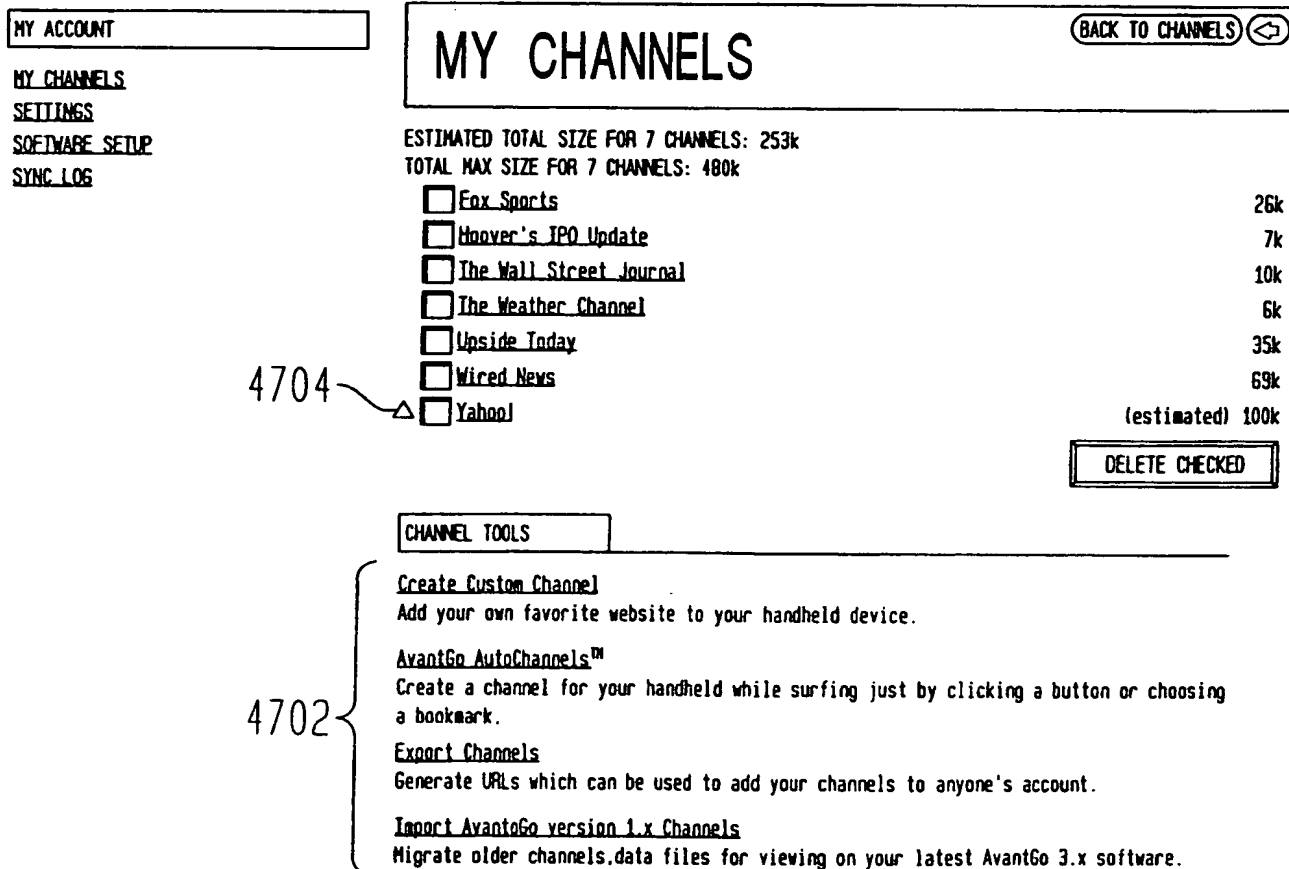 MY ACCOUNT
MY CHANNELS
SETTINGS
SOFTWARE SETUP
SYNC LOG
MY CHANNELS
BACK TO CHANNELS
ESTIMATED TOTAL SIZE FOR 7 CHANNELS: 253k
TOTAL MAX SIZE FOR 7 CHANNELS: 480k
Fox Sports 26k
Hoover's IPO Update 7k
The Wall Street Journal 10k
The Weather Channel 6k
Upside Today 35k
Wired News 69k
4704
Yahoo! (estimated) 100k
DELETE CHECKED
CHANNEL TOOLS
4702
Create Custom Channel
Add your own favorite website to your handheld device.
AvantGo AutoChannels™
Create a channel for your handheld while surfing just by clicking a button or choosing
a bookmark.
Export Channels
Generate URLs which can be used to add your channels to anyone's account.
Import AvantoGo version 1.x Channels
Migrate older channels.data files for viewing on your latest AvantGo 3.x software.